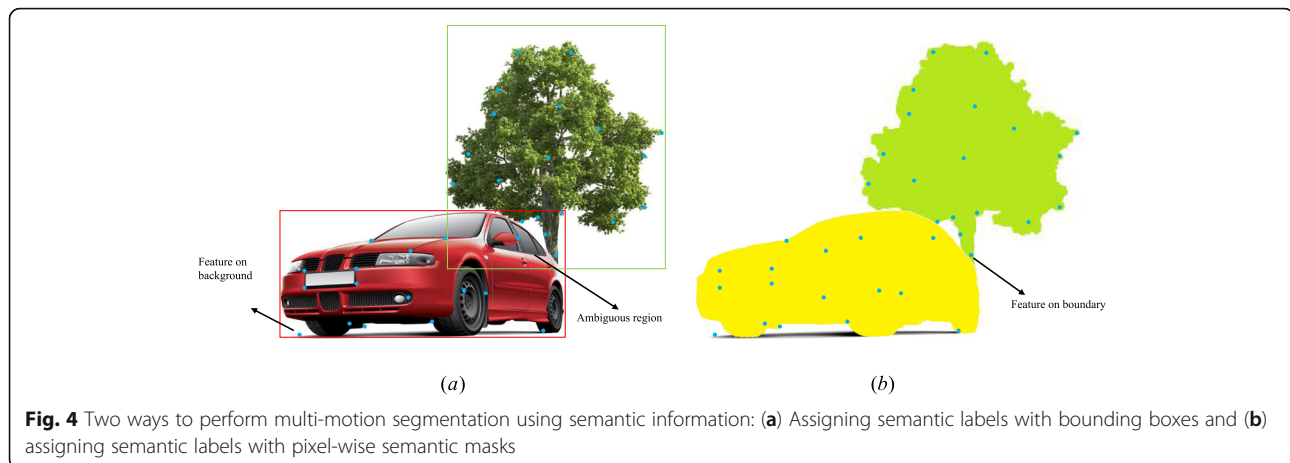 Feature on
background
Ambiguous region
Feature on boundary
(a)
(b)
Fig. 4 Two ways to perform multi-motion segmentation using semantic information: (a) Assigning semantic labels with bounding boxes and (b)
assigning semantic labels with pixel-wise semantic masks